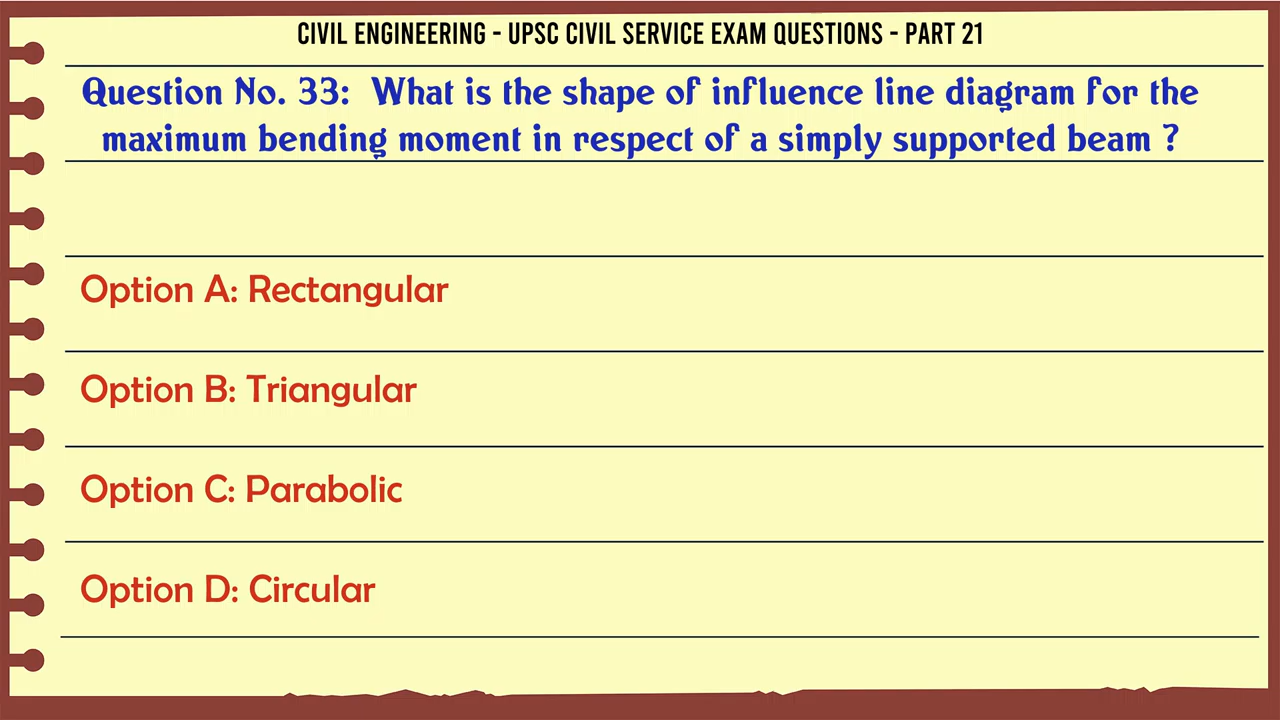 CIVIL ENGINEERING - UPSC CIVIL SERVICE EXAM QUESTIONS - PART 21
Question No. 33: What is the shape of influence line diagram for the
maximum bending moment in respect of a simply supported beam ?
Option A: Rectangular
Option B: Triangular
Option C: Parabolic
Option D: Circular